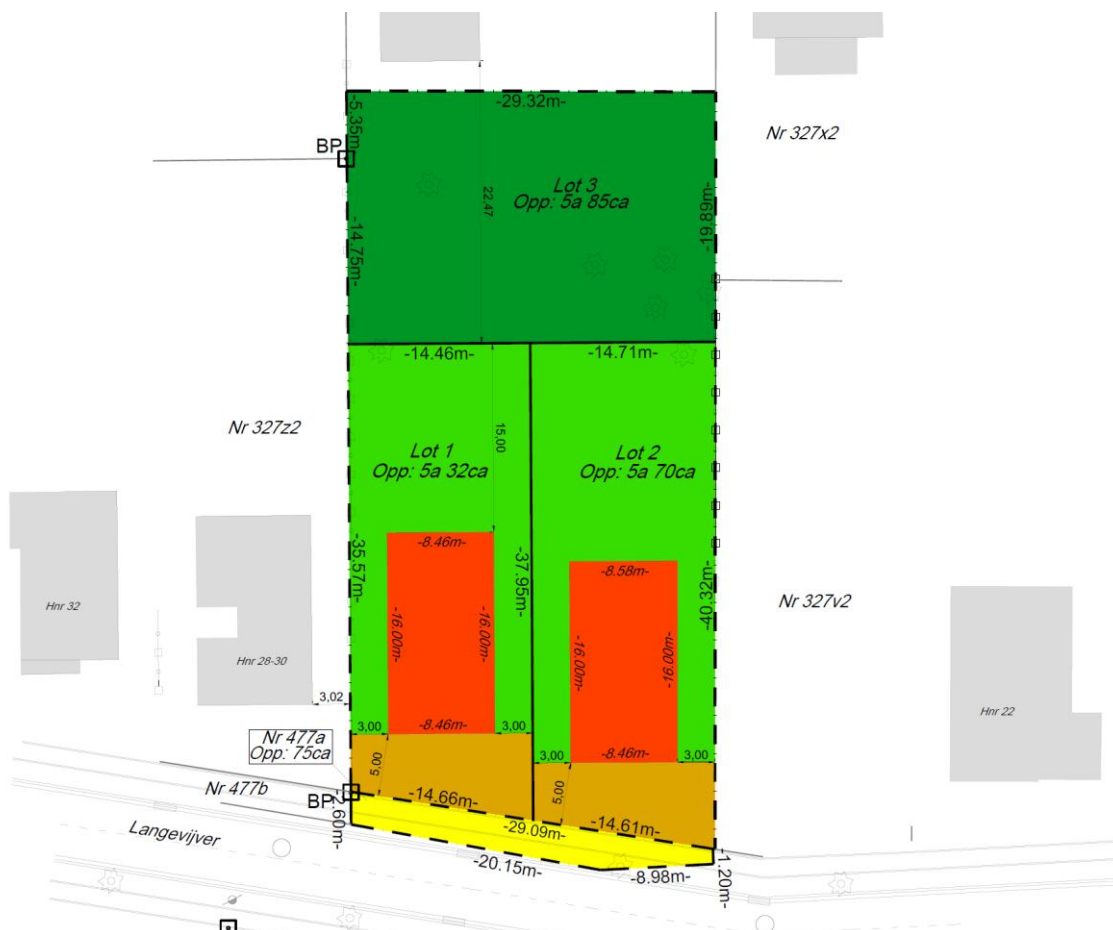 -29.32m-
-5.35m-
Nr 327x2
BP
Lot 3
Opp: 5a 85ca
22.47
-19.89m-
-14.75m-
-14.46m-
-14.71m-
Nr 327z2
15,00
Lot 1
Opp: 5a 32ca
Lot 2
Opp: 5a 70ca
-35.57m-
-8.46m-
-37.95m-
-8.58m-
-40.32m-
Hnr 32
Nr 327v2
-16.00m-
-16.00m-
-16.00m-
-16.00m-
Hnr 28-30
3,02
Hnr 22
3,00
-8.46m-
3,00
Nr 477a
Opp: 75ca
3,00
-8.46m-
3,00
5,00
5,00
Nr 477b
BP
-2.60m-
-14.66m-
-29.09m-
-14.61m-
Langevijver
-20.15m-
-8.98m-
-1.20m-